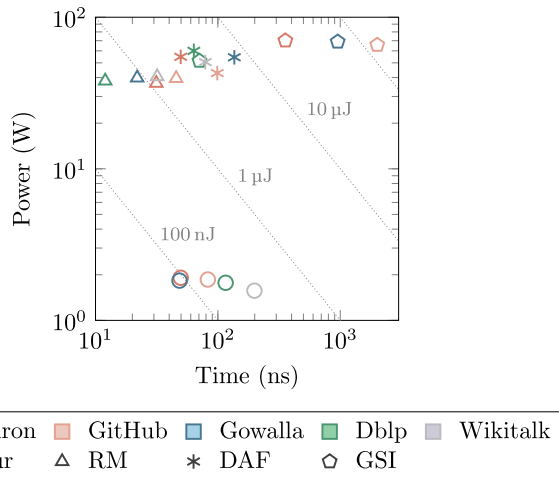 10²
10 µJ
10¹
1 µJ
100 nJ
10⁰
Power (W)
10¹ 10² 10³
Time (ns)
GitHub Gowalla Dblp Wikitalk
RM DAF GSI